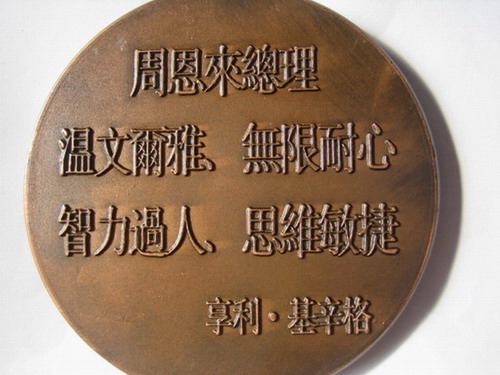 周恩來總理
温文爾雅、無限耐心
智力過人、思維敏捷
亨利·基辛格